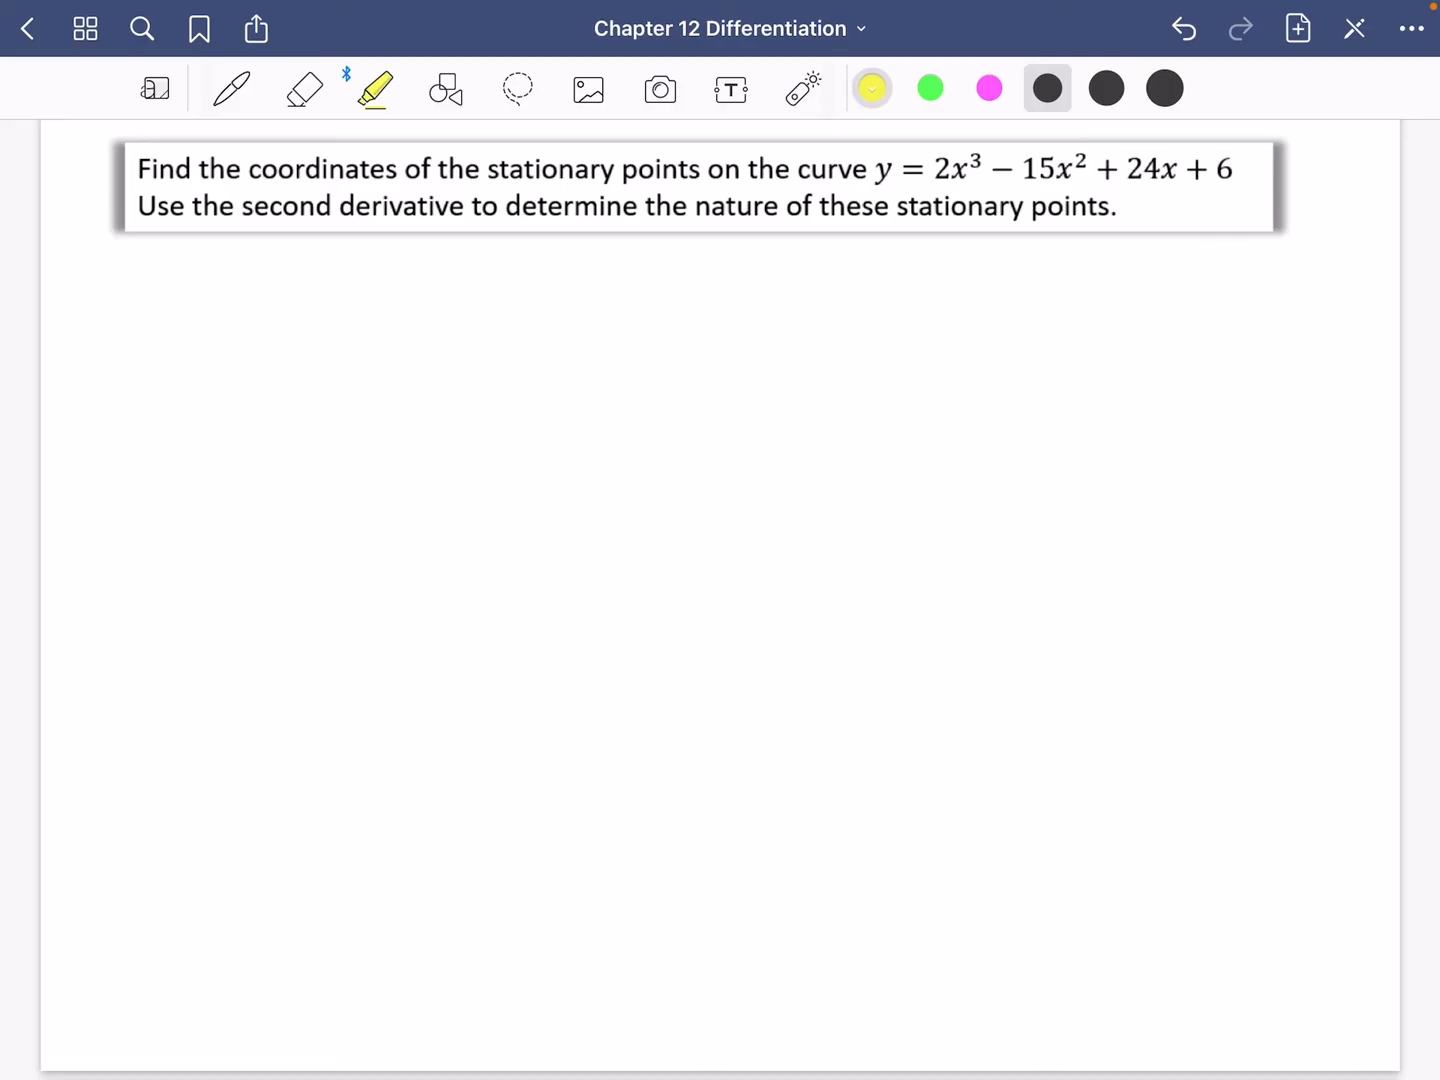 Chapter 12 Differentiation
T
Find the coordinates of the stationary points on the curve y = 2x³ − 15x² + 24x + 6
Use the second derivative to determine the nature of these stationary points.